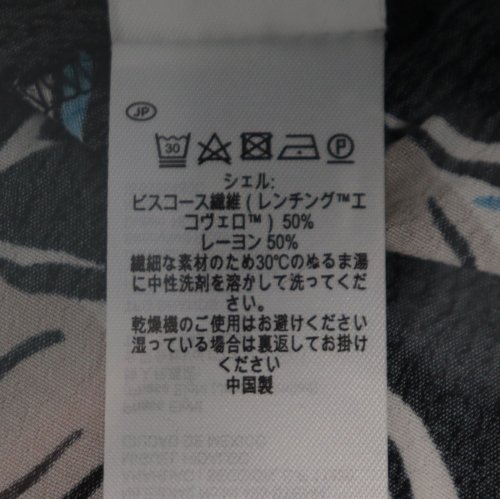 JP
30
P
シェル:
ビスコース繊維 ( レンチング™エ
コヴェロ™ ) 50%
レーヨン 50%
繊細な素材のため30℃のぬるま湯
に中性洗剤を溶かして洗ってくだ
さい。
乾燥機のご使用はお避けください
湿っている場合は裏返してお掛け
ください
中国製
CIUDAD DE MEXICO